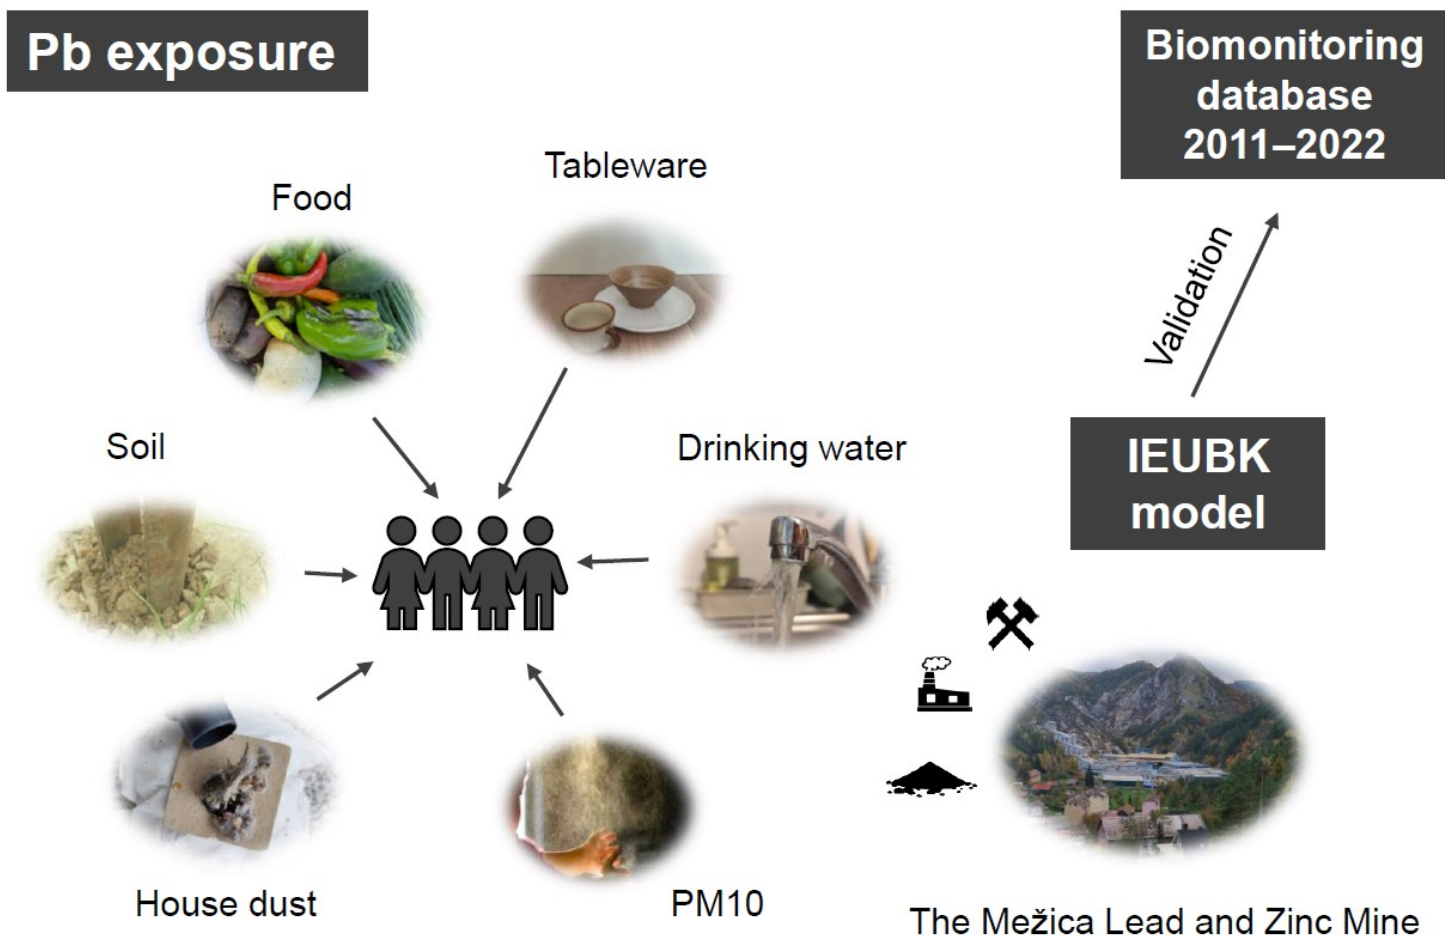 Pb exposure
Biomonitoring
database
2011–2022
Tableware
Food
Validation
Soil
Drinking water
IEUBK
model
House dust
PM10
The Mežica Lead and Zinc Mine